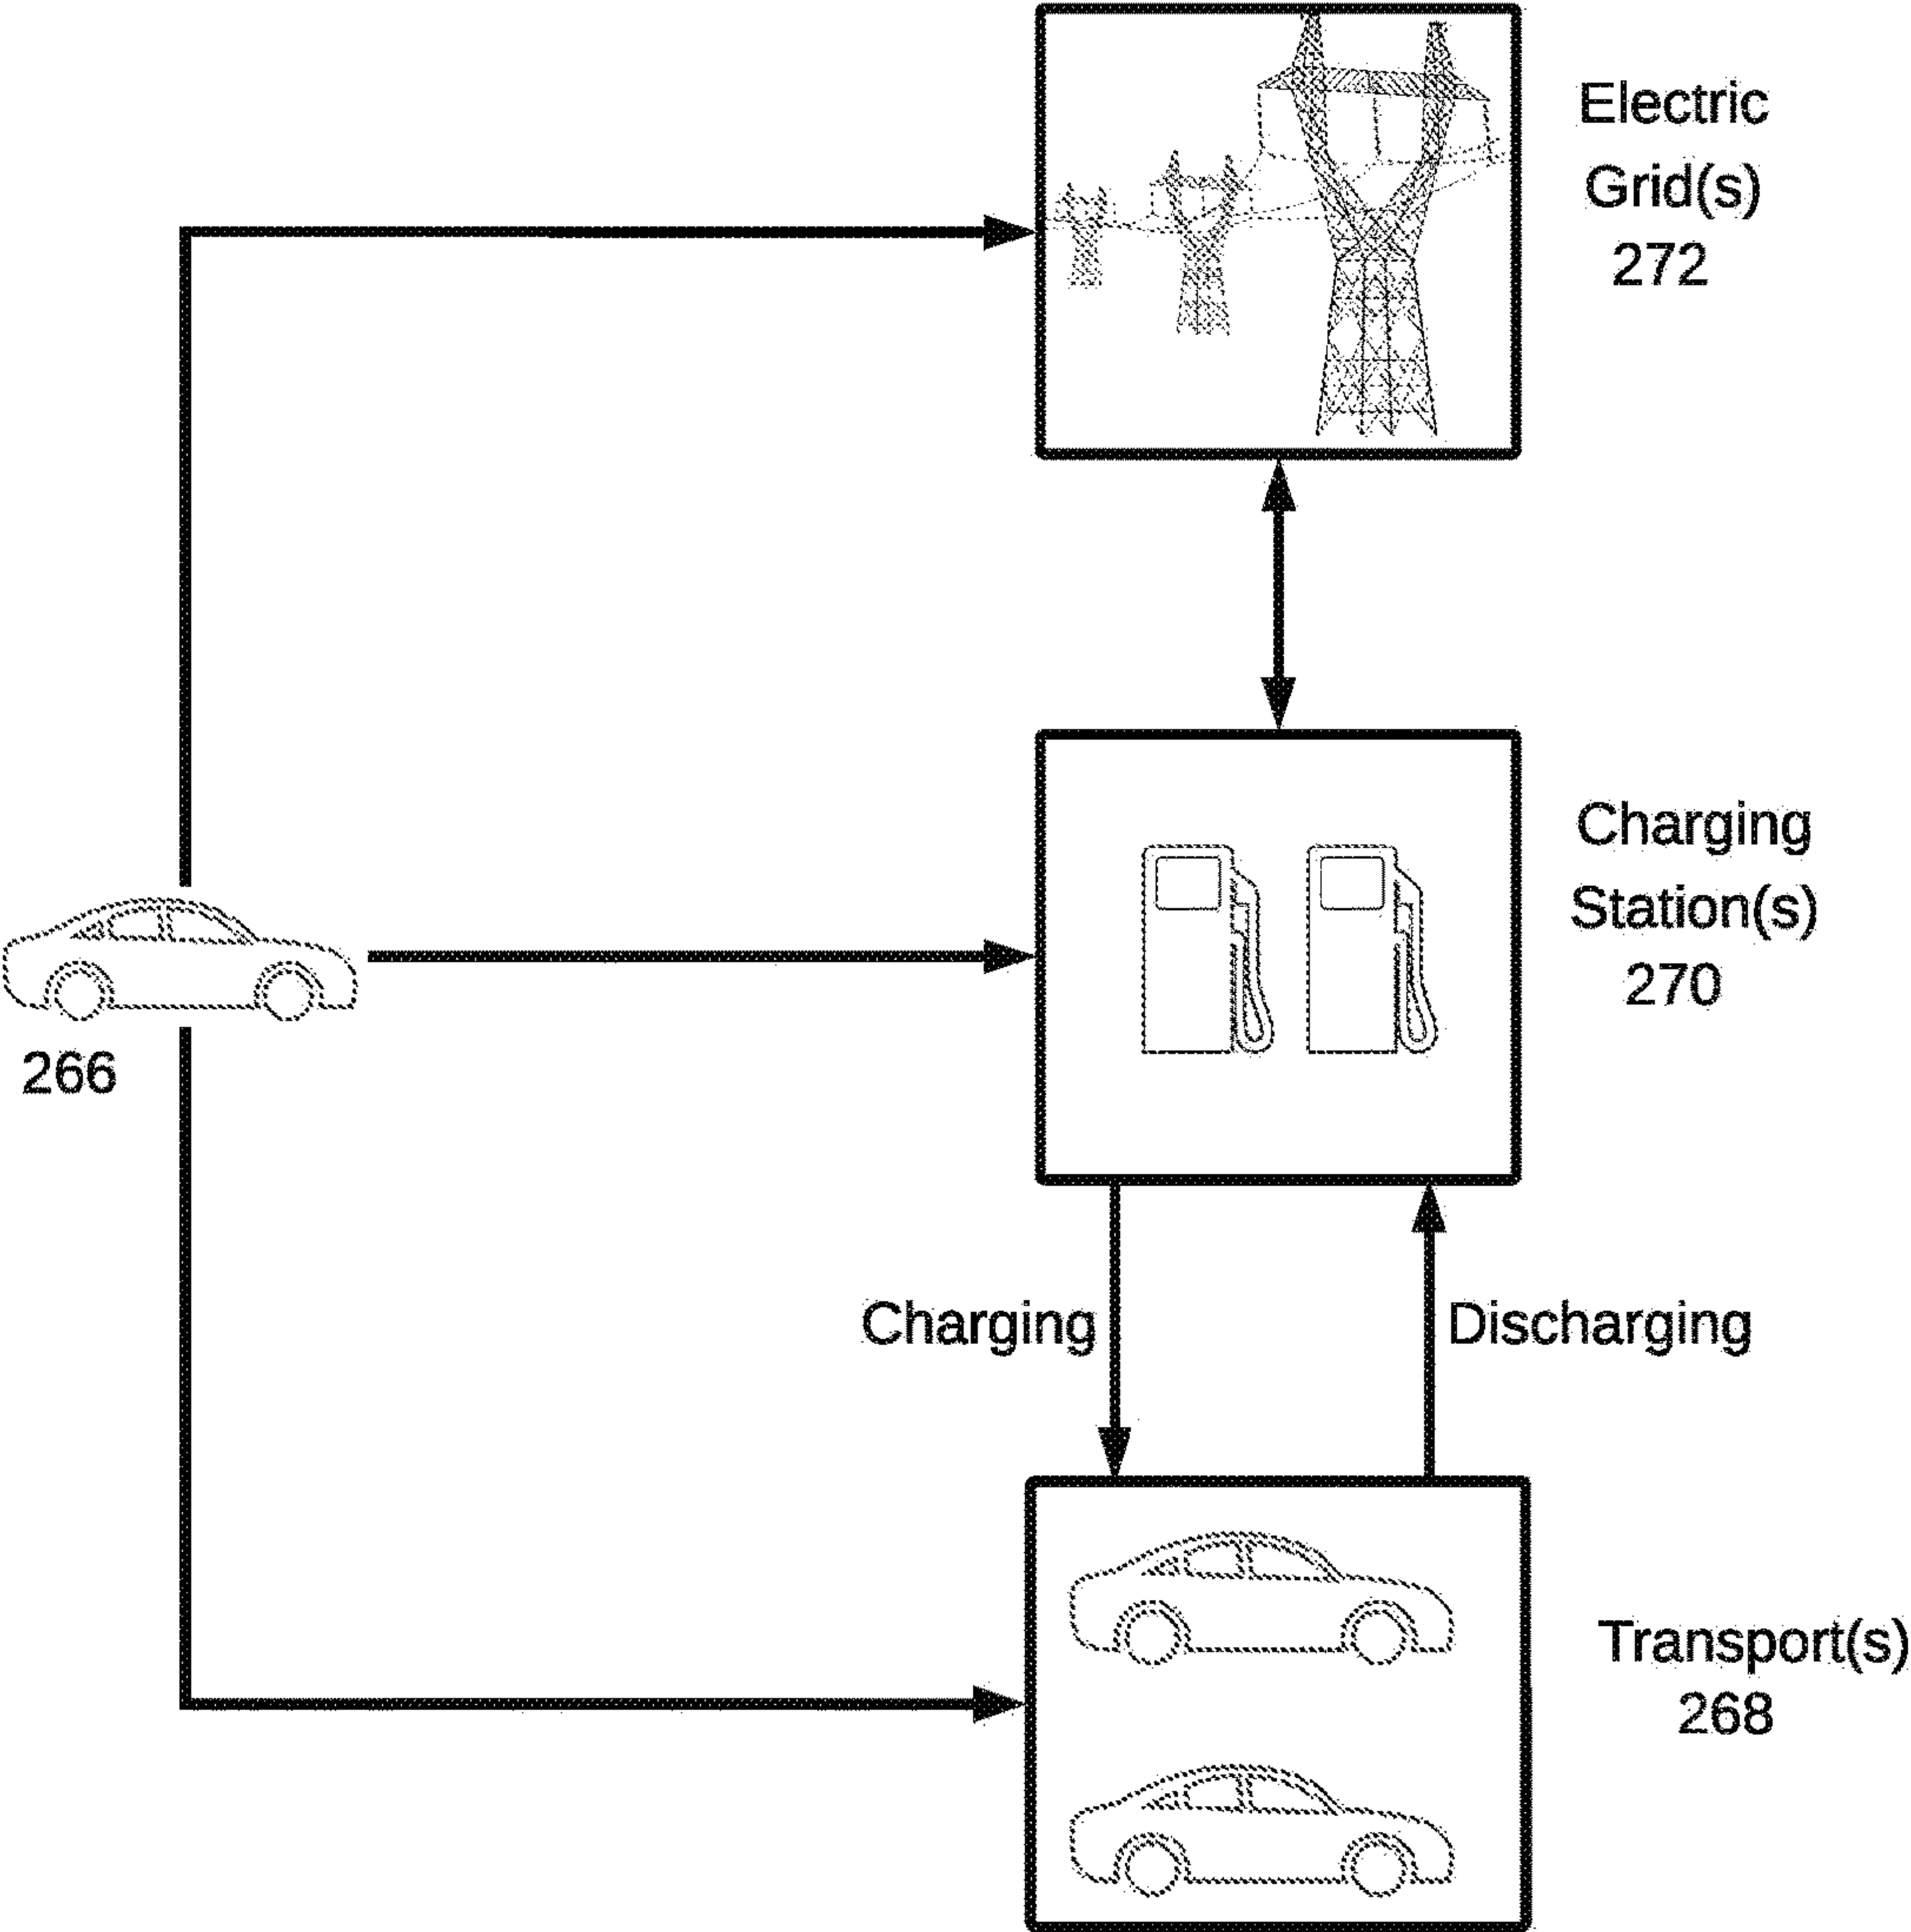 Electric
Grid(s)
272
Charging
Station(s)
270
266
Charging
Discharging
Transport(s)
268